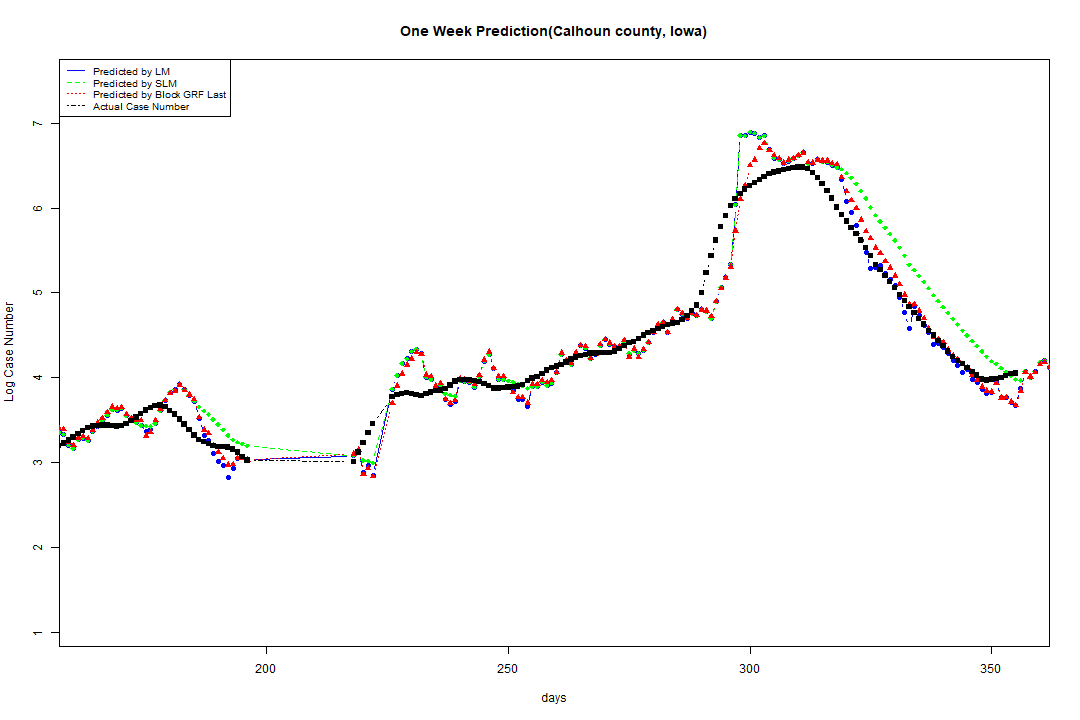 One Week Prediction(Calhoun county, Iowa)
Predicted by LM
Predicted by SLM
Predicted by Block GRF Last
Actual Case Number
Log Case Number
7
6
5
4
3
2
1
200 250 300 350
days